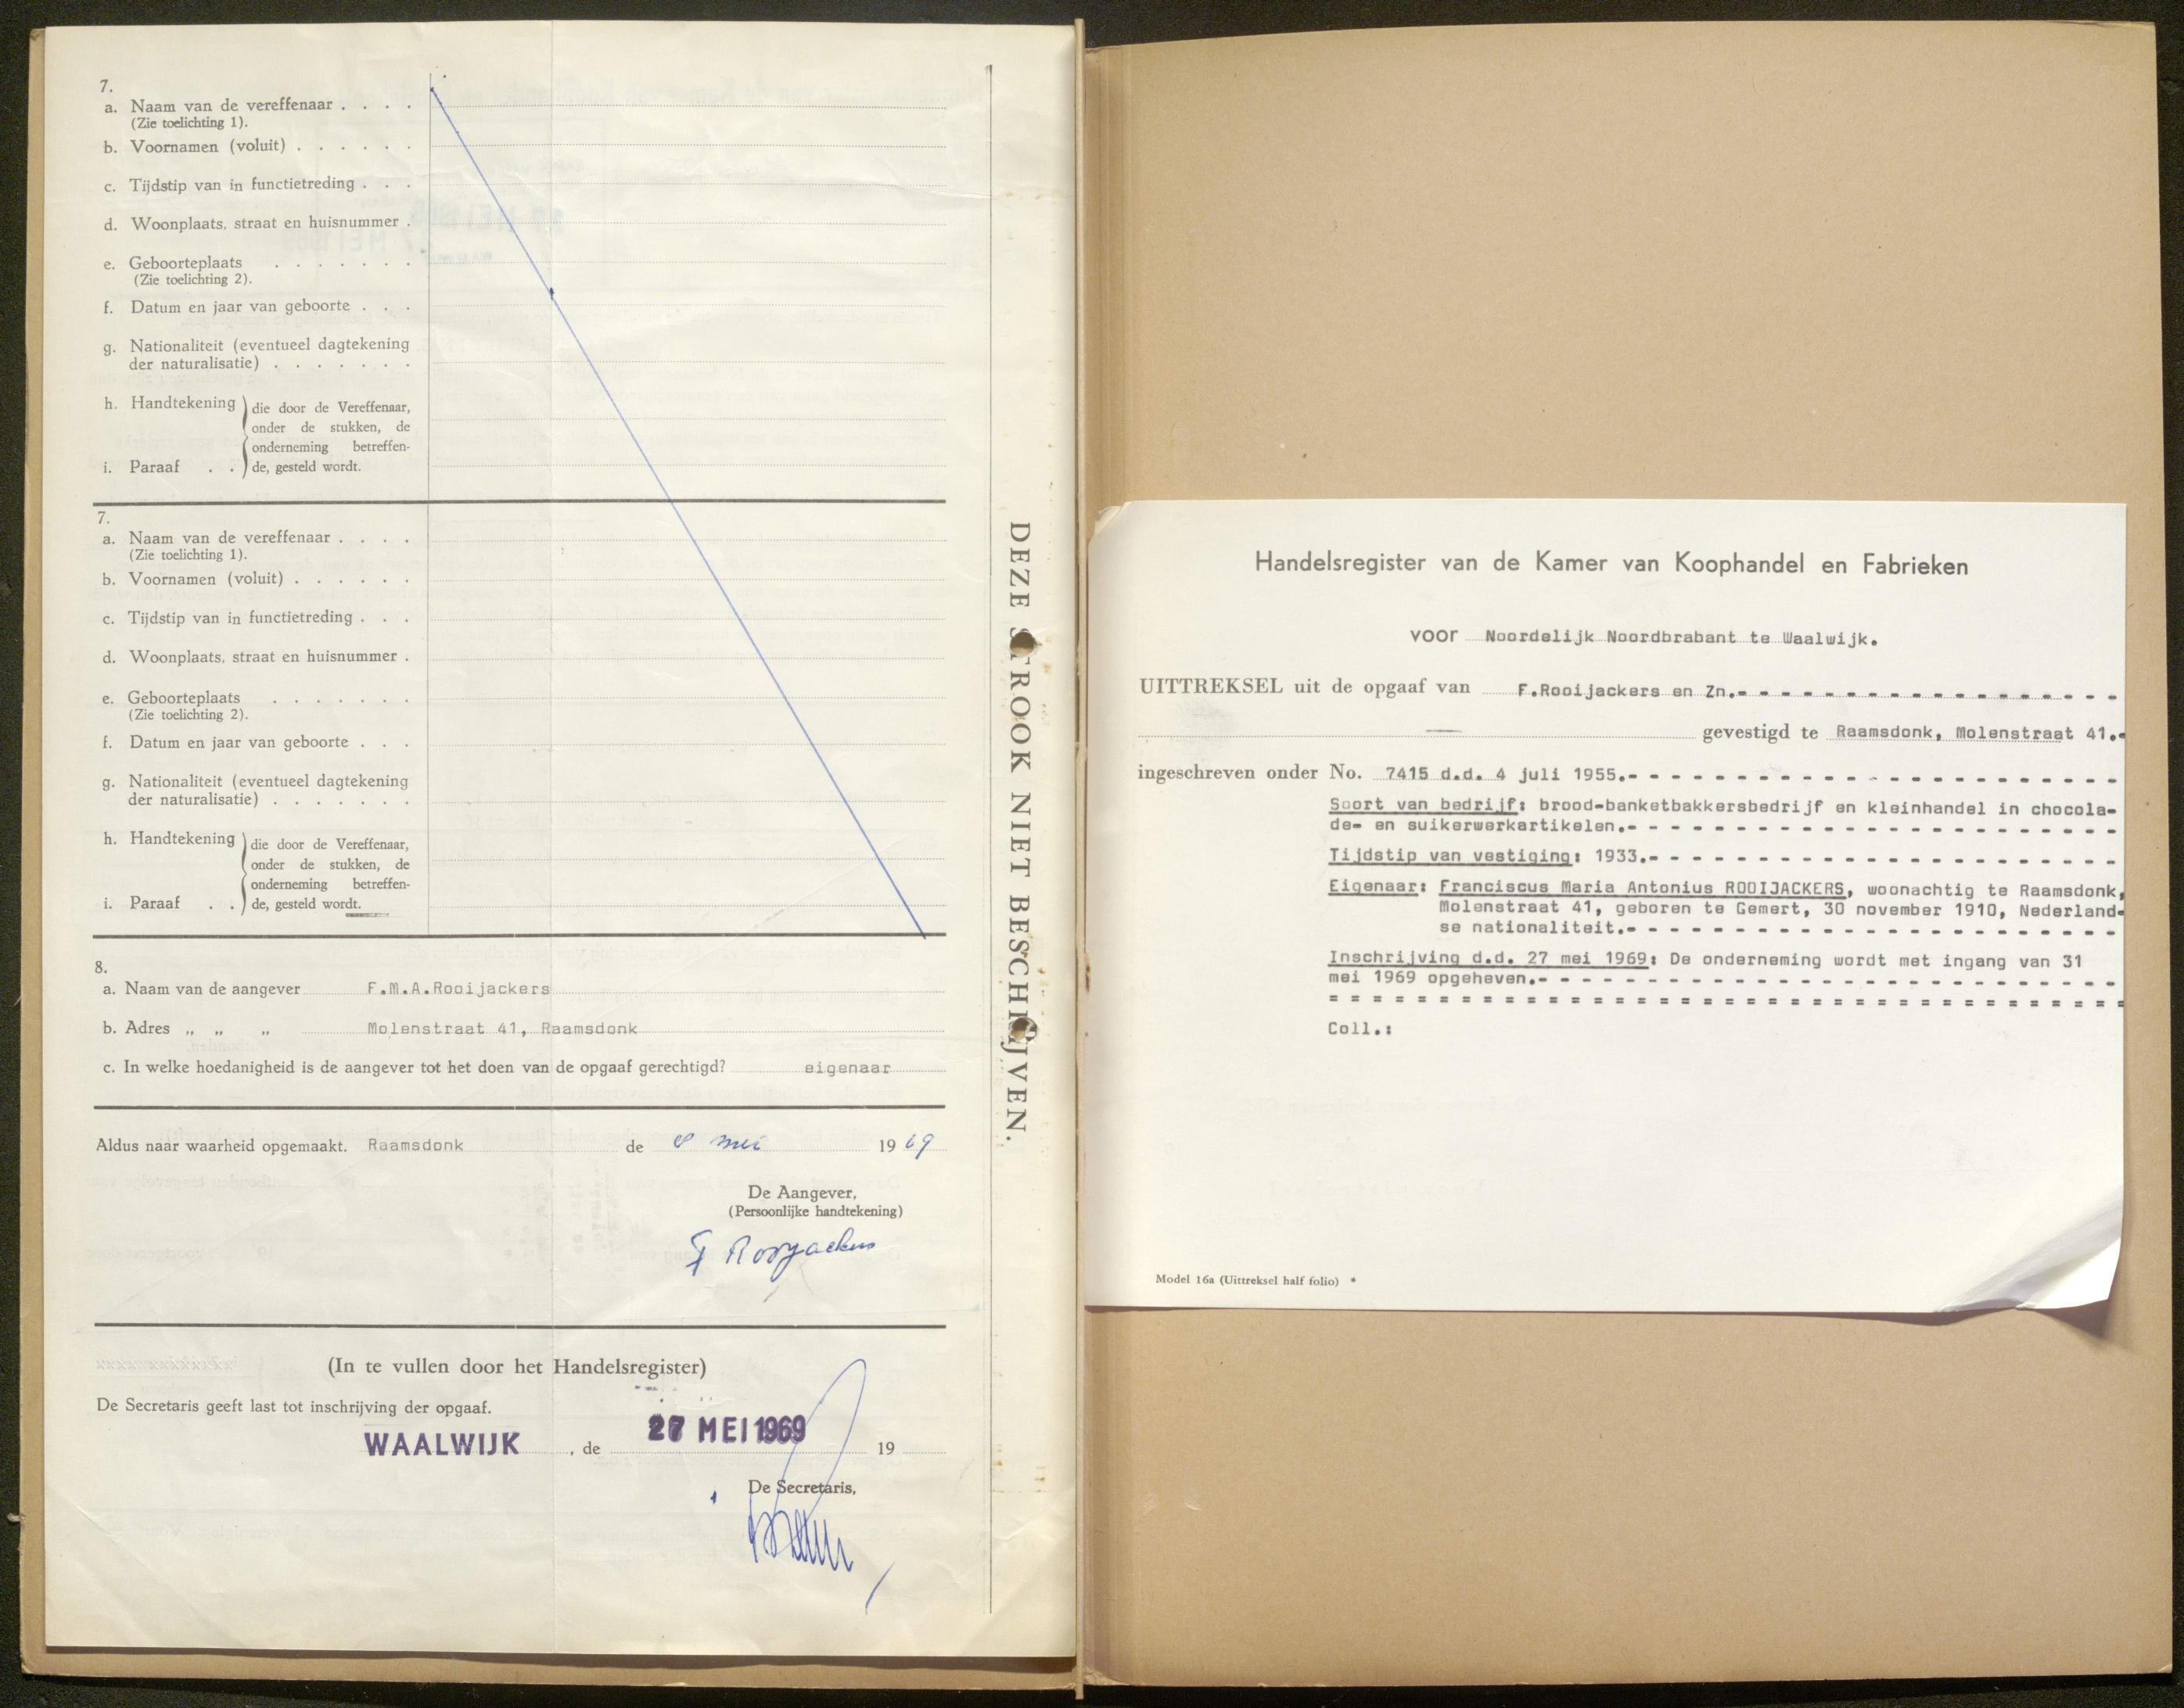 7.
a. Naam van de vereffenaar . . . .
(Zie toelichting 1).
b. Voornamen (voluit) . . . . . .
c. Tijdstip van in functietreding . . .
d. Woonplaats, straat en huisnummer .
e. Geboorteplaats . . . . . . .
(Zie toelichting 2).
f. Datum en jaar van geboorte . . .
g. Nationaliteit (eventueel dagtekening
der naturalisatie) . . . . . . .
h. Handtekening die door de Vereffenaar,
onder de stukken, de
onderneming betreffen-
i. Paraaf . . de, gesteld wordt.
7.
a. Naam van de vereffenaar . . . .
(Zie toelichting 1).
b. Voornamen (voluit) . . . . . .
c. Tijdstip van in functietreding . . .
d. Woonplaats, straat en huisnummer .
e. Geboorteplaats . . . . . . .
(Zie toelichting 2).
f. Datum en jaar van geboorte . . .
g. Nationaliteit (eventueel dagtekening
der naturalisatie) . . . . . . .
h. Handtekening die door de Vereffenaar,
onder de stukken, de
onderneming betreffen-
i. Paraaf . . de, gesteld wordt.
8.
a. Naam van de aangever F.M.A.Rooijackers
b. Adres „ „ „ Molenstraat 41, Raamsdonk
c. In welke hoedanigheid is de aangever tot het doen van de opgaaf gerechtigd? eigenaar
Aldus naar waarheid opgemaakt. Raamsdonk de 8 mei 1969
De Aangever,
(Persoonlijke handtekening)
F Rooyackers
(In te vullen door het Handelsregister)
De Secretaris geeft last tot inschrijving der opgaaf.
WAALWIJK , de 27 MEI 1969 19
De Secretaris,
DEZE STROOK NIET BESCHRIJVEN.
Handelsregister van de Kamer van Koophandel en Fabrieken
voor Noordelijk Noordbrabant te Waalwijk.
UITTREKSEL uit de opgaaf van F.Rooijackers en Zn.- - - - - - - - - - - - - - - - - -
gevestigd te Raamsdonk, Molenstraat 41.-
ingeschreven onder No. 7415 d.d. 4 juli 1955.- - - - - - - - - - - - - - - - - - - - - -
Soort van bedrijf: brood-banketbakkersbedrijf en kleinhandel in chocola-
de- en suikerwerkartikelen.- - - - - - - - - - - - - - - - - - - - - -
Tijdstip van vestiging: 1933.- - - - - - - - - - - - - - - - - - - - -
Eigenaar: Franciscus Maria Antonius ROOIJACKERS, woonachtig te Raamsdonk,
Molenstraat 41, geboren te Gemert, 30 november 1910, Nederland-
se nationaliteit.- - - - - - - - - - - - - - - - - - - - - -
Inschrijving d.d. 27 mei 1969: De onderneming wordt met ingang van 31
mei 1969 opgeheven.- - - - - - - - - - - - - - - - - - - - - - - - -
= = = = = = = = = = = = = = = = = = = = = = = = = = = = = = = = = = =
Coll.:
Model 16a (Uittreksel half folio) *